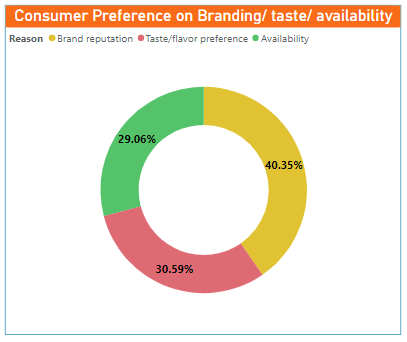 Consumer Preference on Branding/ taste/ availability
Reason Brand reputation Taste/flavor preference Availability
29.06%
40.35%
30.59%